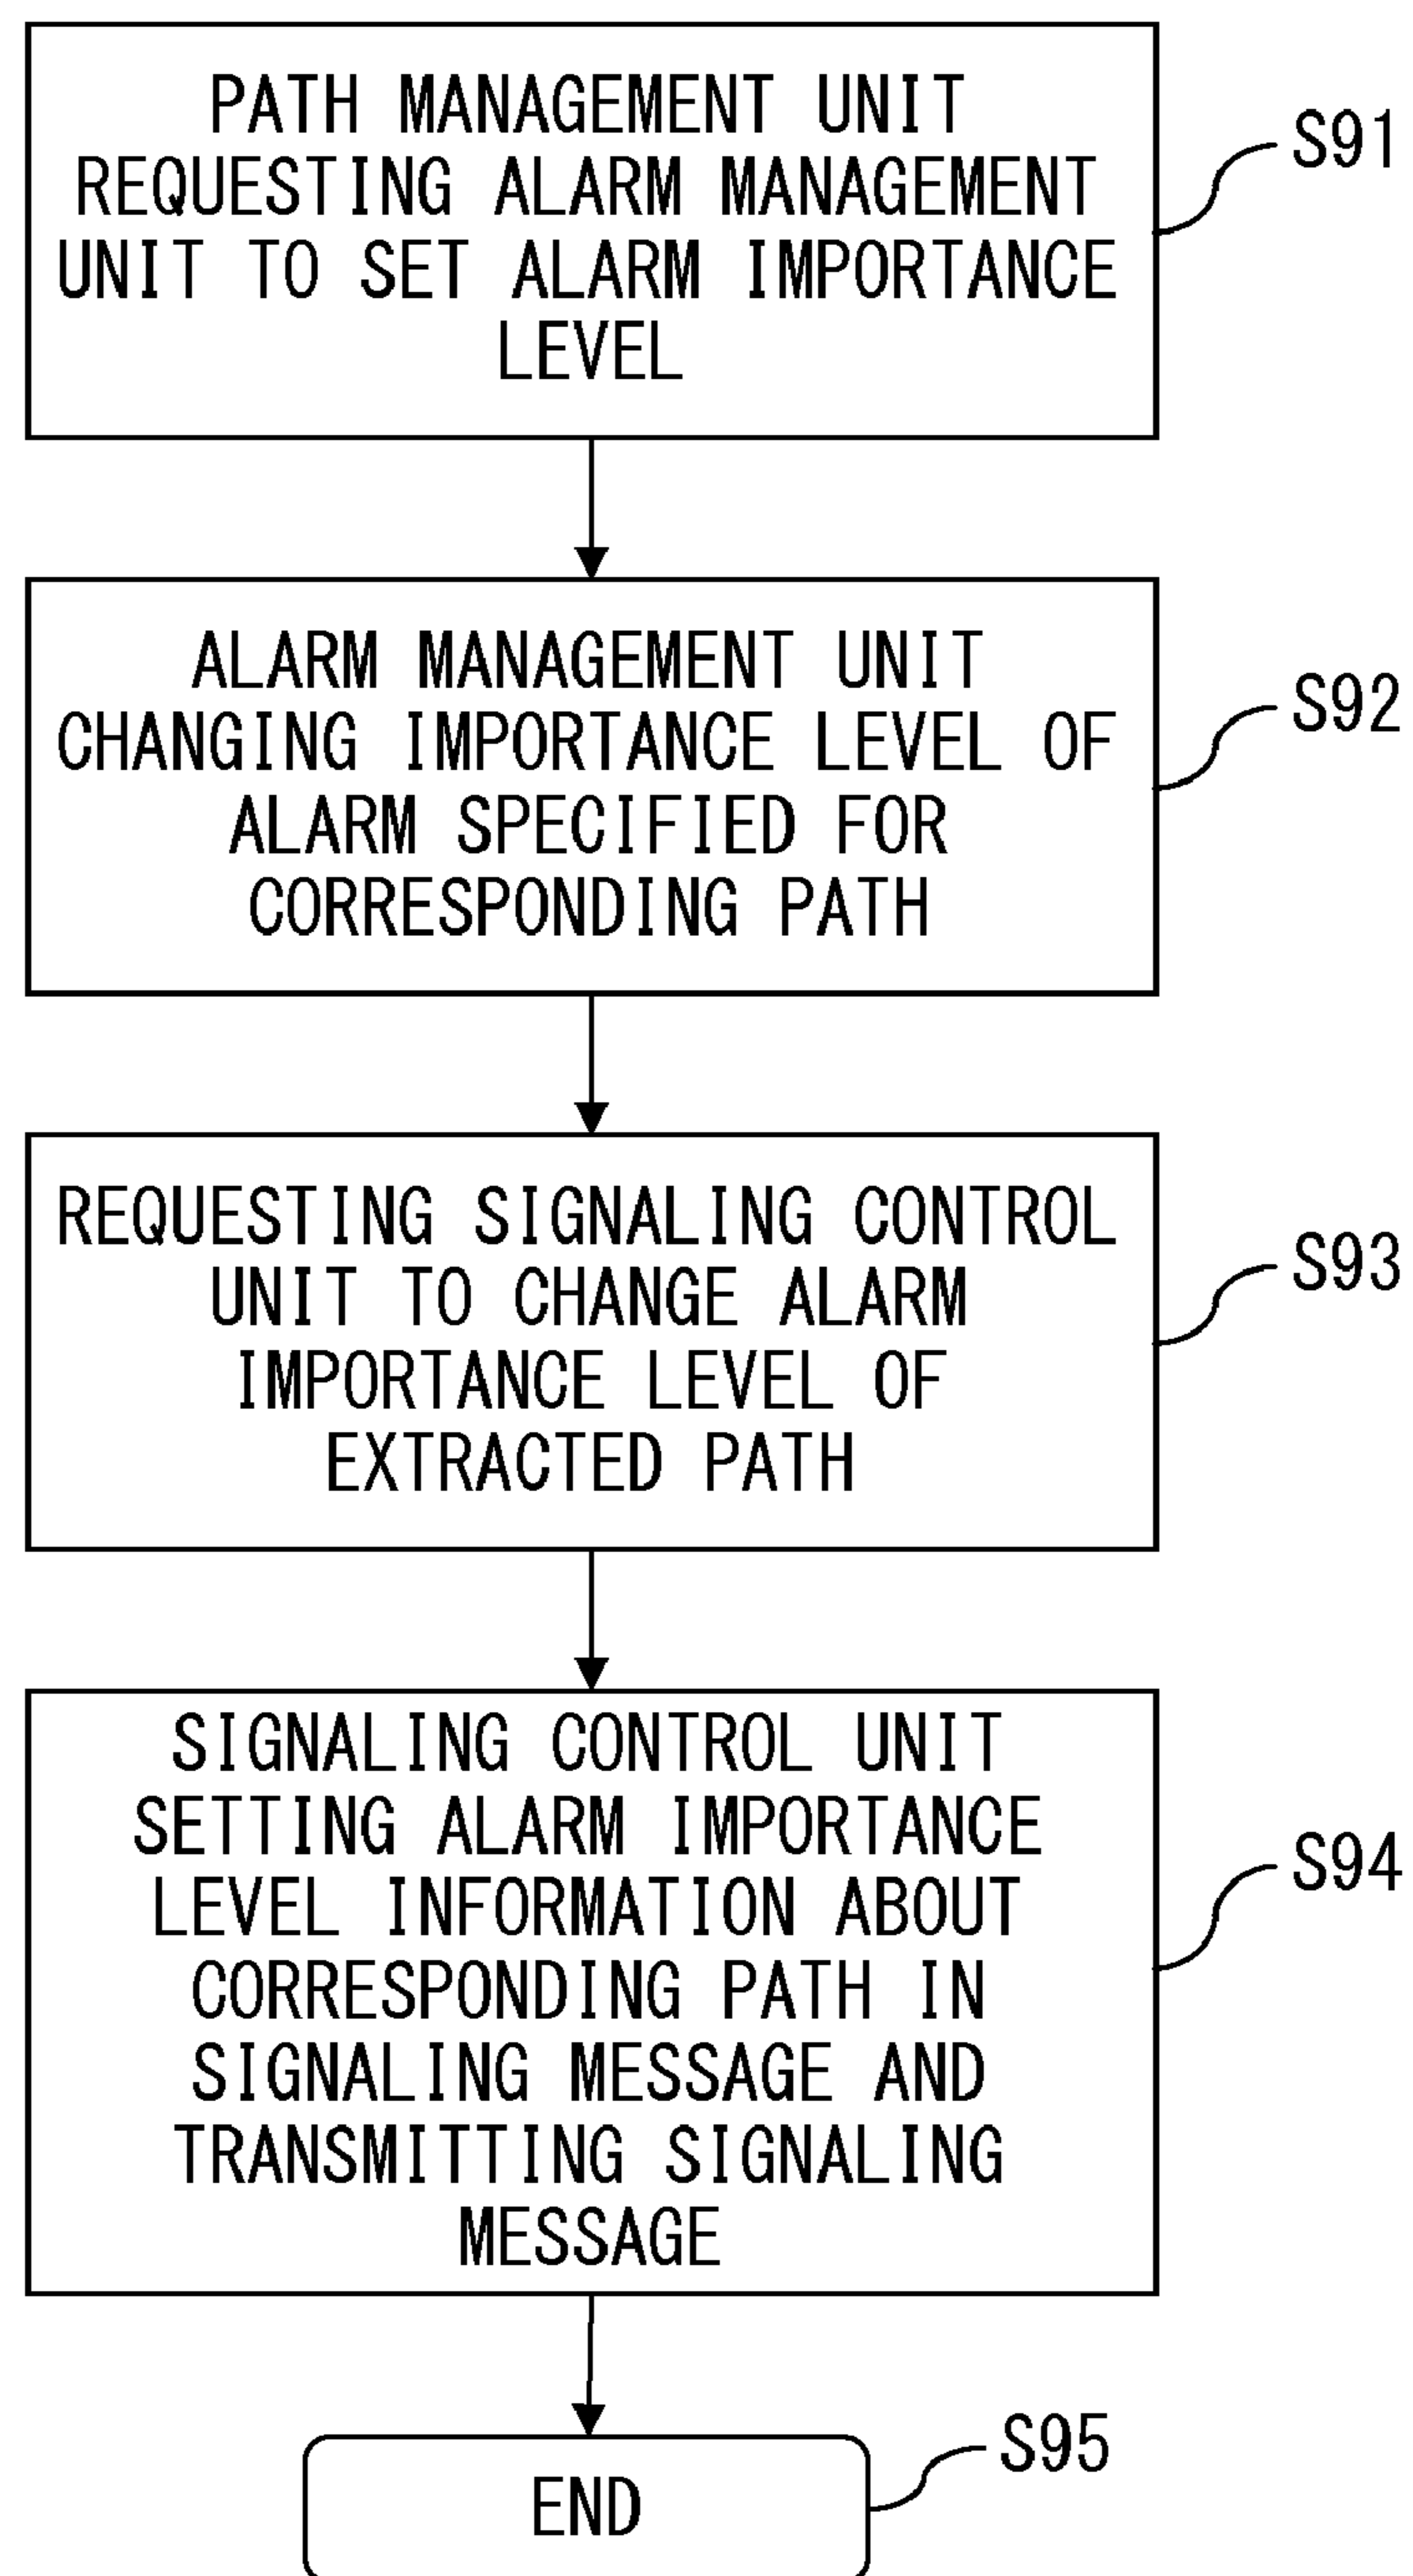 PATH MANAGEMENT UNIT
REQUESTING ALARM MANAGEMENT
UNIT TO SET ALARM IMPORTANCE
LEVEL
S91
ALARM MANAGEMENT UNIT
CHANGING IMPORTANCE LEVEL OF
ALARM SPECIFIED FOR
CORRESPONDING PATH
S92
REQUESTING SIGNALING CONTROL
UNIT TO CHANGE ALARM
IMPORTANCE LEVEL OF
EXTRACTED PATH
S93
SIGNALING CONTROL UNIT
SETTING ALARM IMPORTANCE
LEVEL INFORMATION ABOUT
CORRESPONDING PATH IN
SIGNALING MESSAGE AND
TRANSMITTING SIGNALING
MESSAGE
S94
END
S95